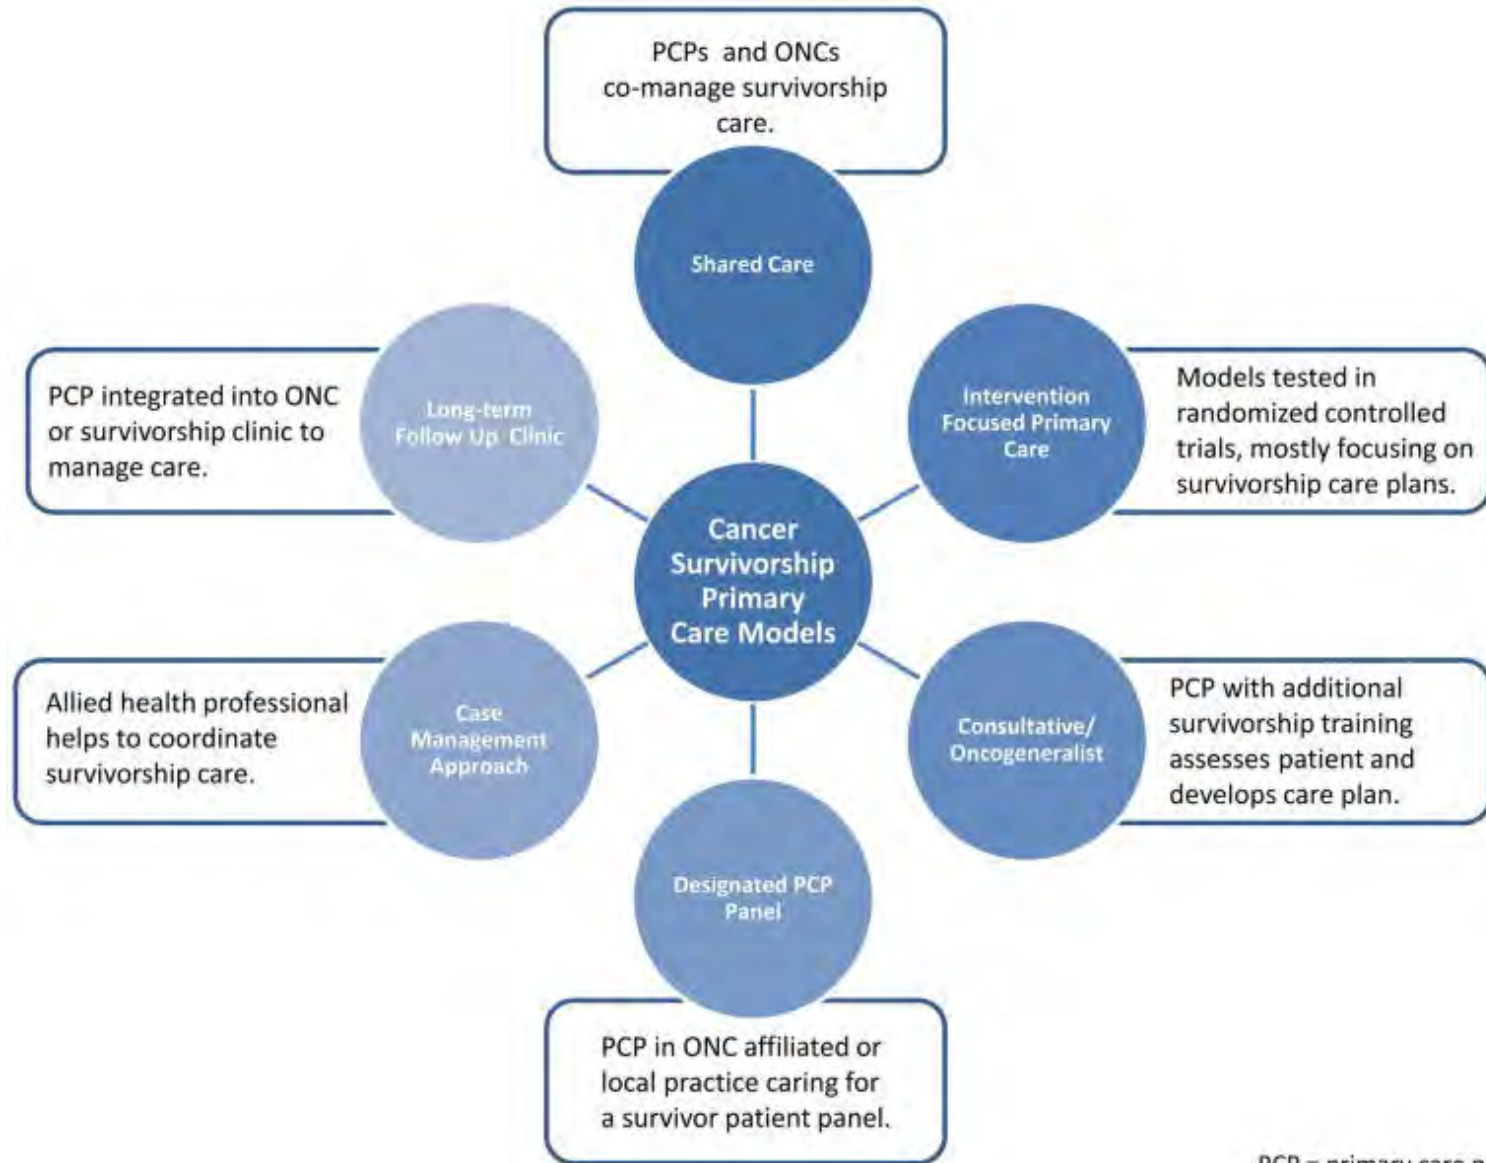 PCPs and ONCs
co-manage survivorship
care.
Shared Care
Intervention
Focused Primary
Care
Models tested in
randomized controlled
trials, mostly focusing on
survivorship care plans.
Consultative/
Oncogeneralist
PCP with additional
survivorship training
assesses patient and
develops care plan.
Designated PCP
Panel
PCP in ONC affiliated or
local practice caring for
a survivor patient panel.
Case
Management
Approach
Allied health professional
helps to coordinate
survivorship care.
Long-term
Follow Up Clinic
PCP integrated into ONC
or survivorship clinic to
manage care.
Cancer
Survivorship
Primary
Care Models
PCP = primary care